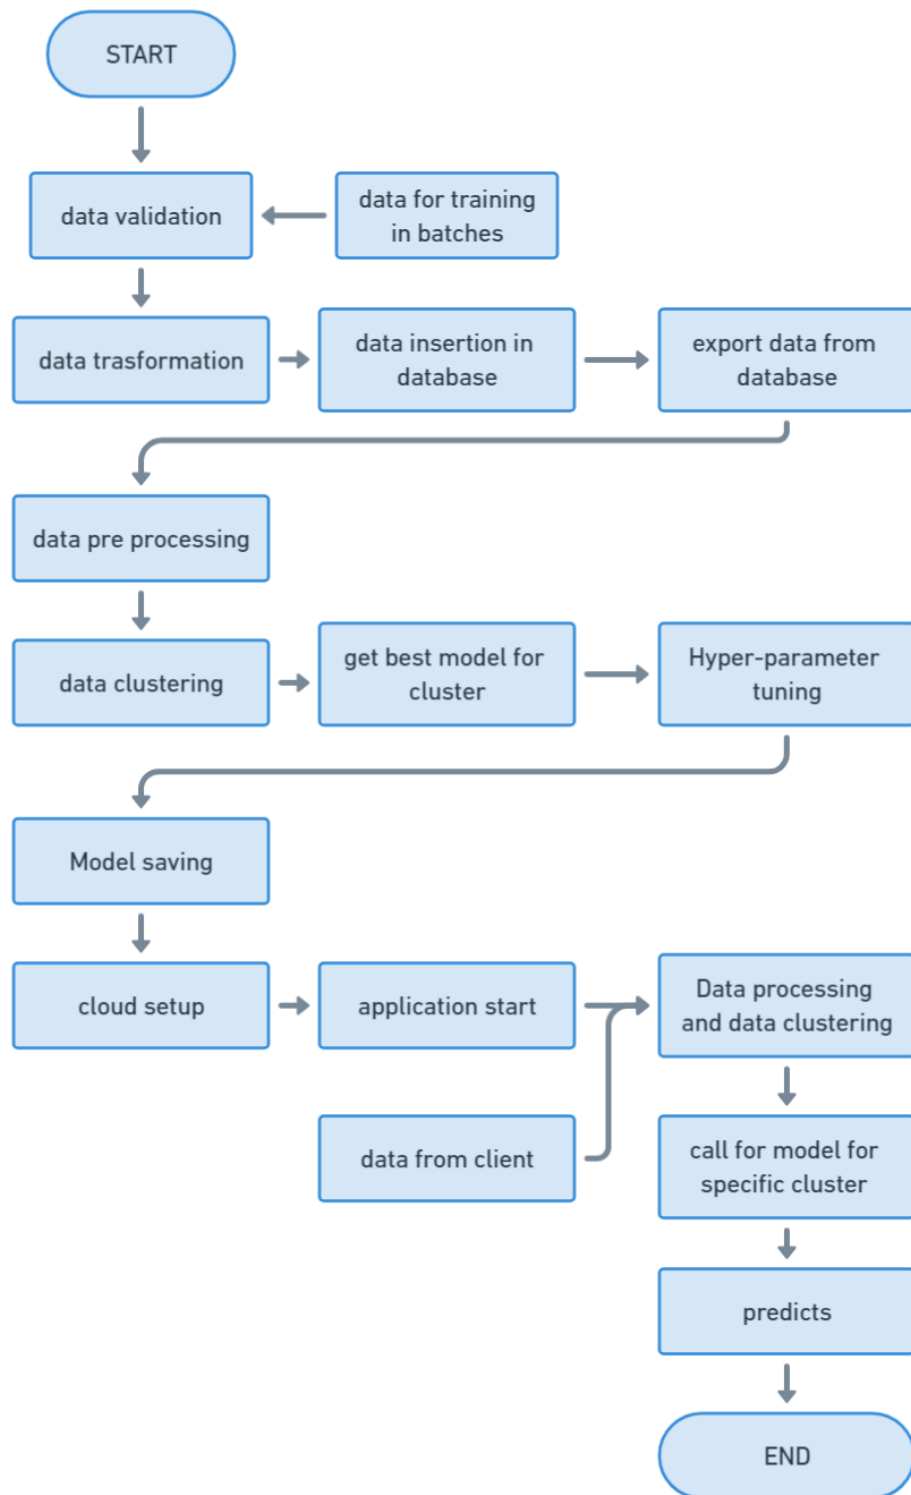 START
data validation
data for training
in batches
data trasformation
data insertion in
database
export data from
database
data pre processing
data clustering
get best model for
cluster
Hyper-parameter
tuning
Model saving
cloud setup
application start
Data processing
and data clustering
data from client
call for model for
specific cluster
predicts
END